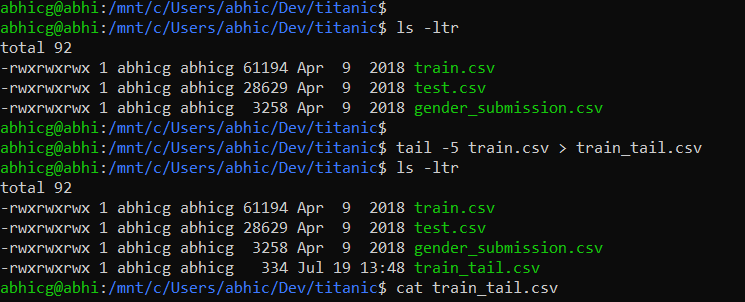 abhicg@abhi:/mnt/c/Users/abhic/Dev/titanic$
abhicg@abhi:/mnt/c/Users/abhic/Dev/titanic$ ls -ltr
total 92
-rwxrwxrwx 1 abhicg abhicg 61194 Apr  9  2018 train.csv
-rwxrwxrwx 1 abhicg abhicg 28629 Apr  9  2018 test.csv
-rwxrwxrwx 1 abhicg abhicg  3258 Apr  9  2018 gender_submission.csv
abhicg@abhi:/mnt/c/Users/abhic/Dev/titanic$
abhicg@abhi:/mnt/c/Users/abhic/Dev/titanic$ tail -5 train.csv > train_tail.csv
abhicg@abhi:/mnt/c/Users/abhic/Dev/titanic$ ls -ltr
total 92
-rwxrwxrwx 1 abhicg abhicg 61194 Apr  9  2018 train.csv
-rwxrwxrwx 1 abhicg abhicg 28629 Apr  9  2018 test.csv
-rwxrwxrwx 1 abhicg abhicg  3258 Apr  9  2018 gender_submission.csv
-rwxrwxrwx 1 abhicg abhicg   334 Jul 19 13:48 train_tail.csv
abhicg@abhi:/mnt/c/Users/abhic/Dev/titanic$ cat train_tail.csv